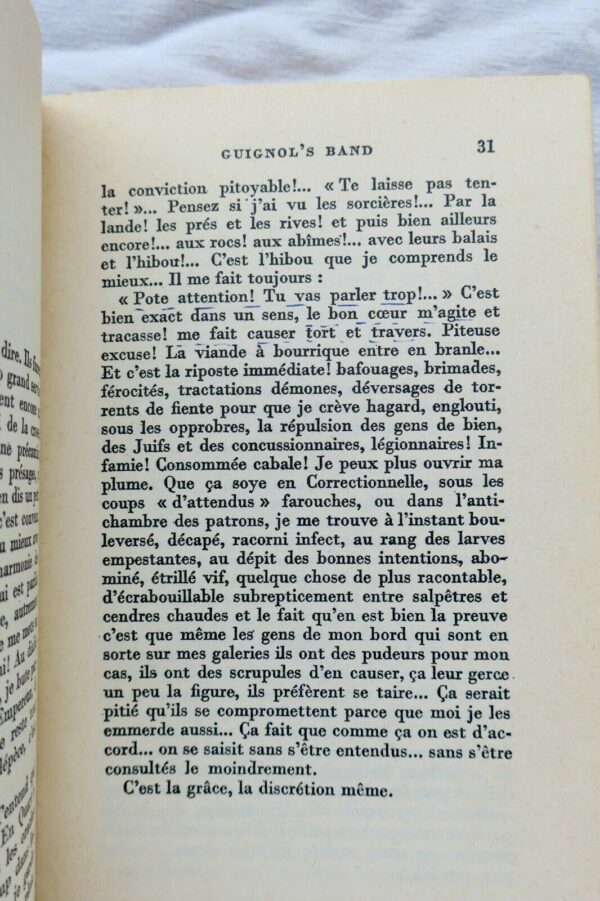 GUIGNOL'S BAND 31
la conviction pitoyable!... « Te laisse pas ten-
ter! »... Pensez si j'ai vu les sorcières!... Par la
lande! les prés et les rives! et puis bien ailleurs
encore!... aux rocs! aux abîmes!... avec leurs balais
et l'hibou!... C'est l'hibou que je comprends le
mieux... Il me fait toujours :
« Pote attention! Tu vas parler trop!... » C'est
bien exact dans un sens, le bon cœur m'agite et
tracasse! me fait causer tort et travers. Piteuse
excuse! La viande à bourrique entre en branle...
Et c'est la riposte immédiate! bafouages, brimades,
férocités, tractations démones, déversages de tor-
rents de fiente pour que je crève hagard, englouti,
sous les opprobres, la répulsion des gens de bien,
des Juifs et des concussionnaires, légionnaires! In-
famie! Consommée cabale! Je peux plus ouvrir ma
plume. Que ça soye en Correctionnelle, sous les
coups « d'attendus » farouches, ou dans l'anti-
chambre des patrons, je me trouve à l'instant bou-
leversé, décapé, racorni infect, au rang des larves
empestantes, au dépit des bonnes intentions, abo-
miné, étrillé vif, quelque chose de plus racontable,
d'écrabouillable subrepticement entre salpêtres et
cendres chaudes et le fait qu'en est bien la preuve
c'est que même les gens de mon bord qui sont en
sorte sur mes galeries ils ont des pudeurs pour mon
cas, ils ont des scrupules d'en causer, ça leur gerce
un peu la figure, ils préfèrent se taire... Ça serait
pitié qu'ils se compromettent parce que moi je les
emmerde aussi... Ça fait que comme ça on est d'ac-
cord... on se saisit sans s'être entendus... sans s'être
consultés le moindrement.
C'est la grâce, la discrétion même.